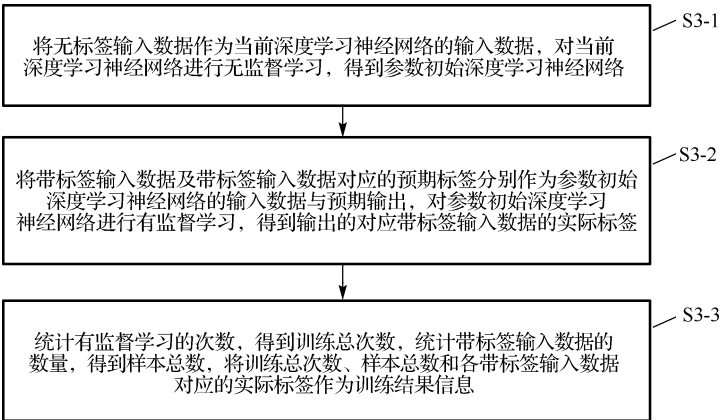 将无标签输入数据作为当前深度学习神经网络的输入数据，对当前
深度学习神经网络进行无监督学习，得到参数初始深度学习神经网络
S3-1
将带标签输入数据及带标签输入数据对应的预期标签分别作为参数初始
深度学习神经网络的输入数据与预期输出，对参数初始深度学习
神经网络进行有监督学习，得到输出的对应带标签输入数据的实际标签
S3-2
统计有监督学习的次数，得到训练总次数，统计带标签输入数据的
数量，得到样本总数，将训练总次数、样本总数和各带标签输入数据
对应的实际标签作为训练结果信息
S3-3